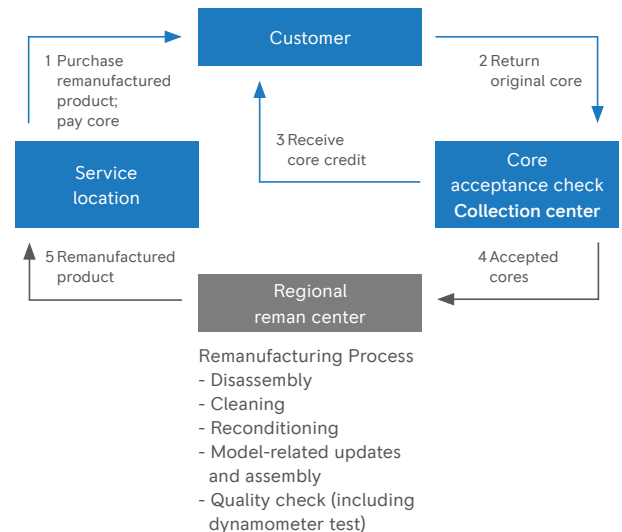 Customer
1 Purchase
remanufactured
product;
pay core
2 Return
original core
3 Receive
core credit
Service
location
Core
acceptance check
Collection center
5 Remanufactured
product
4 Accepted
cores
Regional
reman center
Remanufacturing Process
- Disassembly
- Cleaning
- Reconditioning
- Model-related updates
and assembly
- Quality check (including
dynamometer test)